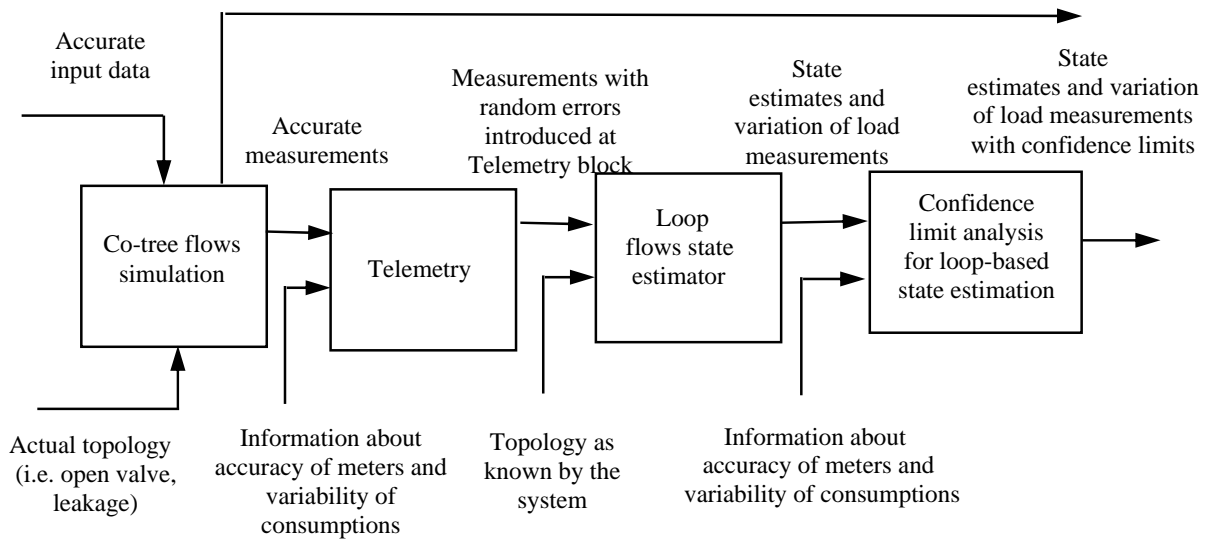 Accurate
input data
Accurate
measurements
Measurements with
random errors
introduced at
Telemetry block
State
estimates and
variation of load
measurements
State
estimates and variation
of load measurements
with confidence limits
Co-tree flows
simulation
Telemetry
Loop
flows state
estimator
Confidence
limit analysis
for loop-based
state estimation
Actual topology
(i.e. open valve,
leakage)
Information about
accuracy of meters and
variability of
consumptions
Topology as
known by the
system
Information about
accuracy of meters and
variability of consumptions